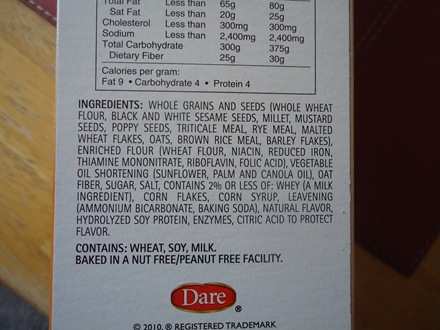 Total Fat Less than 65g 80g
Sat Fat Less than 20g 25g
Cholesterol Less than 300mg 300mg
Sodium Less than 2,400mg 2,400mg
Total Carbohydrate 300g 375g
Dietary Fiber 25g 30g
Calories per gram:
Fat 9 • Carbohydrate 4 • Protein 4
INGREDIENTS: WHOLE GRAINS AND SEEDS (WHOLE WHEAT
FLOUR, BLACK AND WHITE SESAME SEEDS, MILLET, MUSTARD
SEEDS, POPPY SEEDS, TRITICALE MEAL, RYE MEAL, MALTED
WHEAT FLAKES, OATS, BROWN RICE MEAL, BARLEY FLAKES),
ENRICHED FLOUR (WHEAT FLOUR, NIACIN, REDUCED IRON,
THIAMINE MONONITRATE, RIBOFLAVIN, FOLIC ACID), VEGETABLE
OIL SHORTENING (SUNFLOWER, PALM AND CANOLA OIL), OAT
FIBER, SUGAR, SALT, CONTAINS 2% OR LESS OF: WHEY (A MILK
INGREDIENT), CORN FLAKES, CORN SYRUP, LEAVENING
(AMMONIUM BICARBONATE, BAKING SODA), NATURAL FLAVOR,
HYDROLYZED SOY PROTEIN, ENZYMES, CITRIC ACID TO PROTECT
FLAVOR.
CONTAINS: WHEAT, SOY, MILK.
BAKED IN A NUT FREE/PEANUT FREE FACILITY.
Dare ®
© 2010, ® REGISTERED TRADEMARK